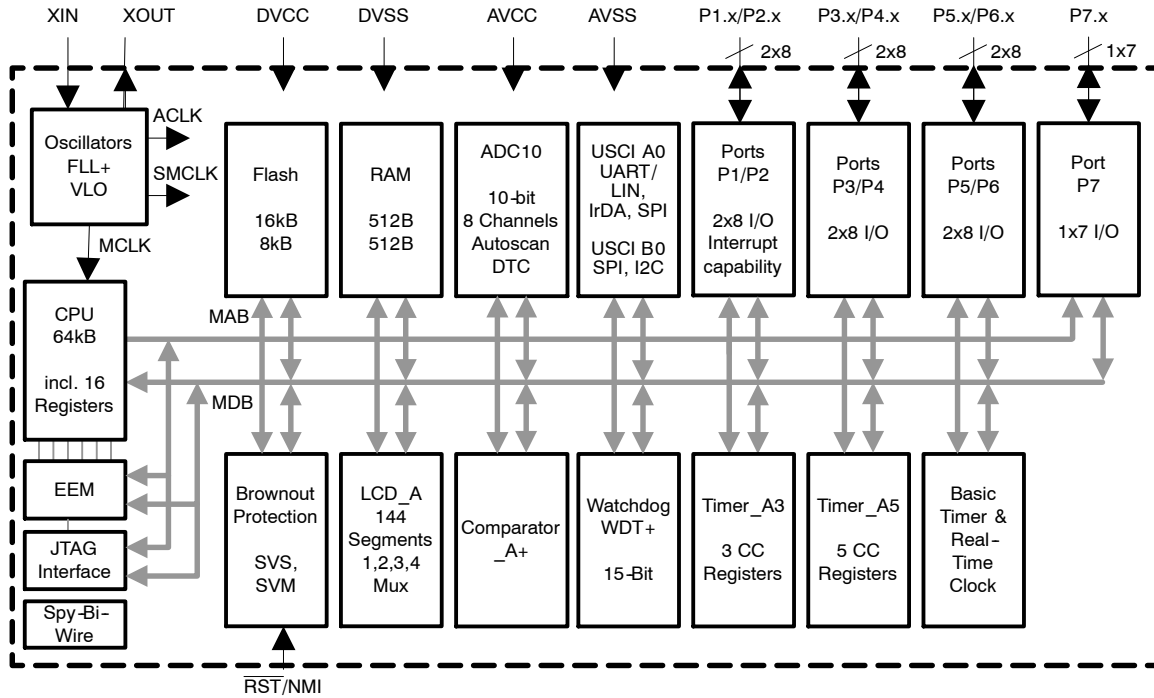 XIN
XOUT
DVCC
DVSS
AVCC
AVSS
P1.x/P2.x
P3.x/P4.x
P5.x/P6.x
P7.x
2x8
2x8
2x8
1x7
Oscillators
FLL+
VLO
ACLK
SMCLK
MCLK
Flash
16kB
8kB
RAM
512B
512B
ADC10
10-bit
8 Channels
Autoscan
DTC
USCI A0
UART/
LIN,
IrDA, SPI
USCI B0
SPI, I2C
Ports
P1/P2
2x8 I/O
Interrupt
capability
Ports
P3/P4
2x8 I/O
Ports
P5/P6
2x8 I/O
Port
P7
1x7 I/O
CPU
64kB
incl. 16
Registers
MAB
MDB
EEM
JTAG
Interface
Spy-Bi-
Wire
Brownout
Protection
SVS,
SVM
LCD_A
144
Segments
1,2,3,4
Mux
Comparator
_A+
Watchdog
WDT+
15-Bit
Timer_A3
3 CC
Registers
Timer_A5
5 CC
Registers
Basic
Timer &
Real-
Time
Clock
RST/NMI